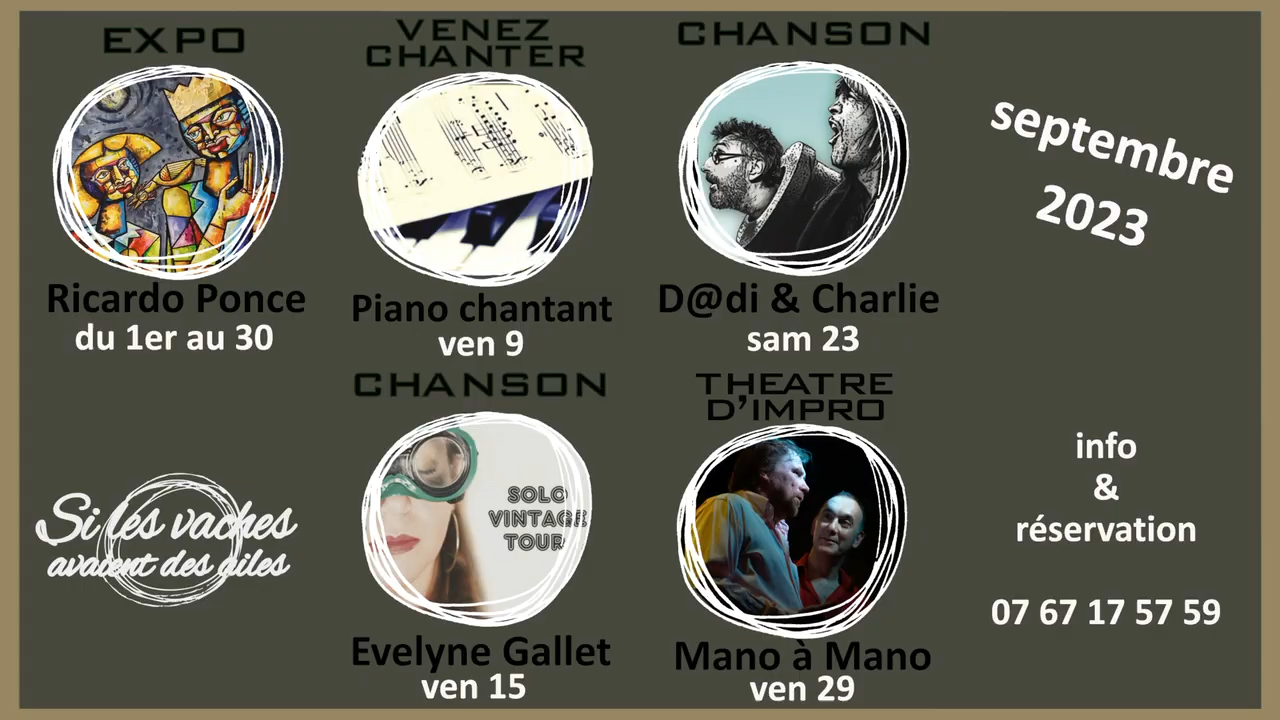 EXPO
Ricardo Ponce
du 1er au 30
VENEZ
CHANTER
Piano chantant
ven 9
CHANSON
D@di & Charlie
sam 23
septembre
2023
Si les vaches
avaient des ailes
CHANSON
SOLO
VINTAGE
TOUR
Evelyne Gallet
ven 15
THEATRE
D'IMPRO
Mano à Mano
ven 29
info
&
réservation
07 67 17 57 59